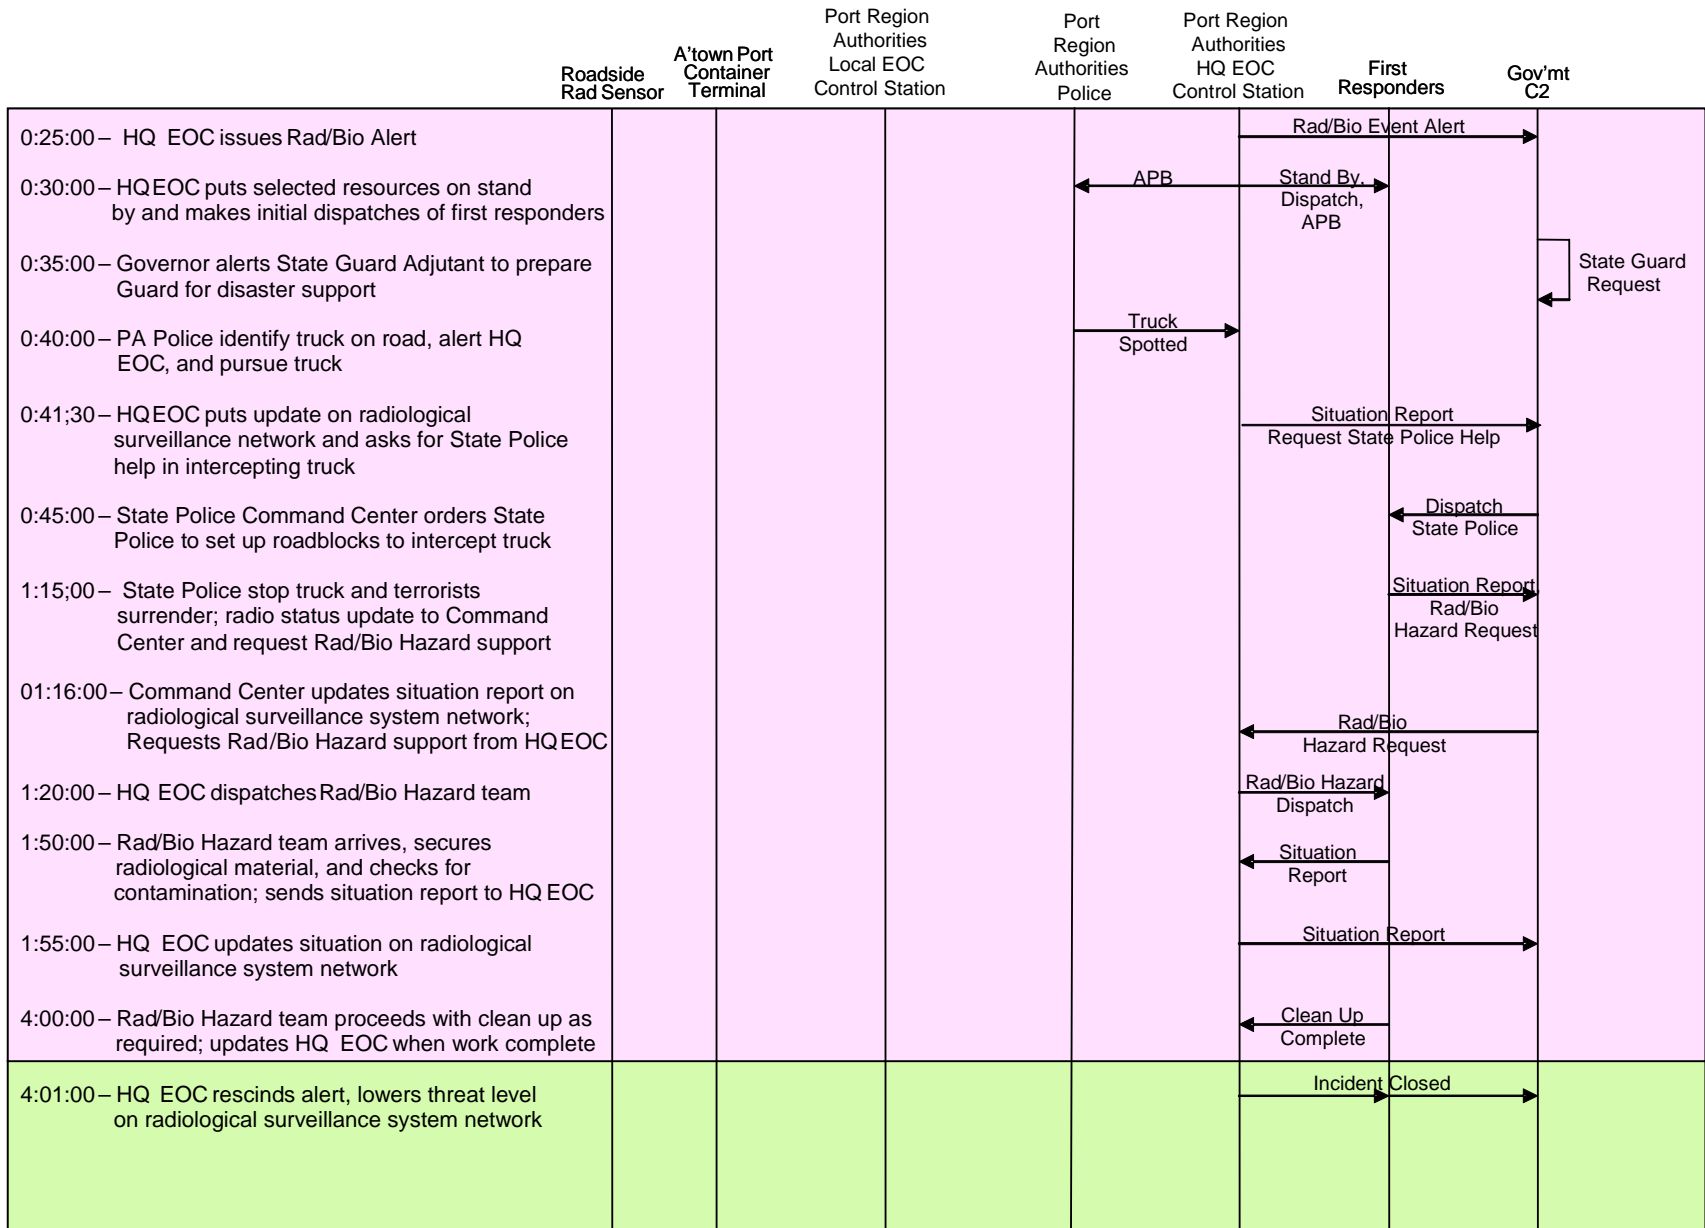 Roadside
Rad Sensor
A'town Port
Container
Terminal
Port Region
Authorities
Local EOC
Control Station
Port
Region
Authorities
Police
Port Region
Authorities
HQ EOC
Control Station
First
Responders
Gov'mt
C2
0:25:00 – HQ EOC issues Rad/Bio Alert
Rad/Bio Event Alert
0:30:00 – HQ EOC puts selected resources on stand
by and makes initial dispatches of first responders
APB
Stand By,
Dispatch,
APB
0:35:00 – Governor alerts State Guard Adjutant to prepare
Guard for disaster support
State Guard
Request
0:40:00 – PA Police identify truck on road, alert HQ
EOC, and pursue truck
Truck
Spotted
0:41;30 – HQ EOC puts update on radiological
surveillance network and asks for State Police
help in intercepting truck
Situation Report
Request State Police Help
0:45:00 – State Police Command Center orders State
Police to set up roadblocks to intercept truck
Dispatch
State Police
1:15;00 – State Police stop truck and terrorists
surrender; radio status update to Command
Center and request Rad/Bio Hazard support
Situation Report
Rad/Bio
Hazard Request
01:16:00 – Command Center updates situation report on
radiological surveillance system network;
Requests Rad/Bio Hazard support from HQ EOC
Rad/Bio
Hazard Request
1:20:00 – HQ EOC dispatches Rad/Bio Hazard team
Rad/Bio Hazard
Dispatch
1:50:00 – Rad/Bio Hazard team arrives, secures
radiological material, and checks for
contamination; sends situation report to HQ EOC
Situation
Report
1:55:00 – HQ EOC updates situation on radiological
surveillance system network
Situation Report
4:00:00 – Rad/Bio Hazard team proceeds with clean up as
required; updates HQ EOC when work complete
Clean Up
Complete
4:01:00 – HQ EOC rescinds alert, lowers threat level
on radiological surveillance system network
Incident Closed